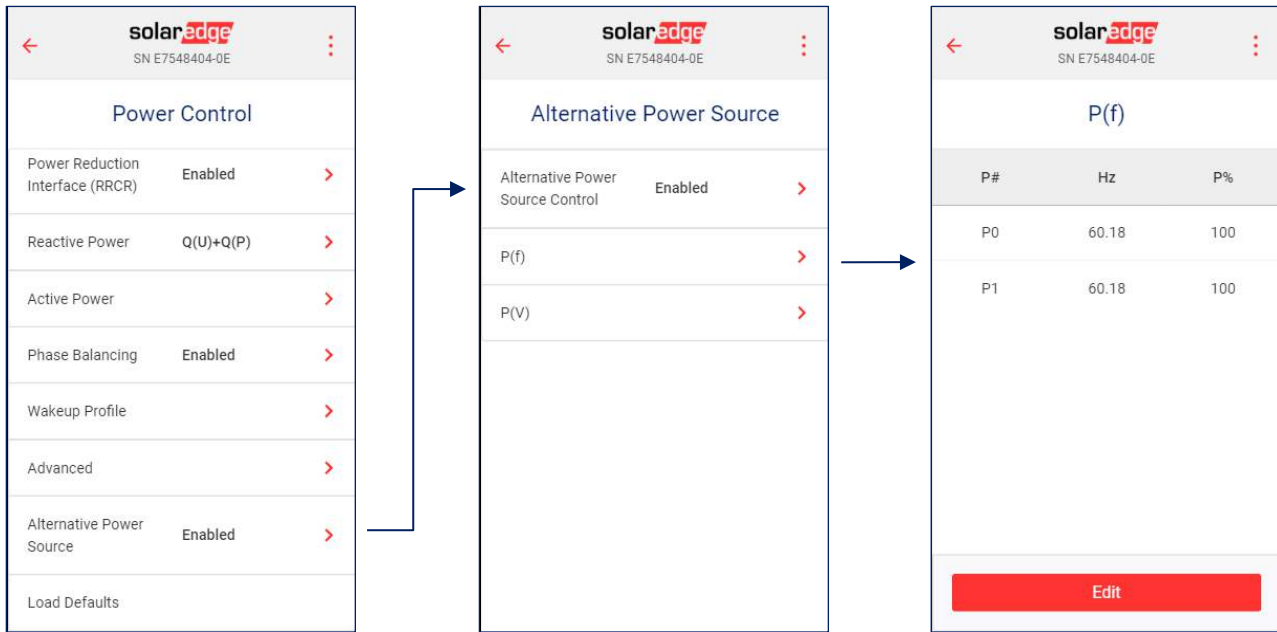 solaredge
SN E7548404-0E
Power Control
Power Reduction
Interface (RRCR) Enabled
Reactive Power Q(U)+Q(P)
Active Power
Phase Balancing Enabled
Wakeup Profile
Advanced
Alternative Power
Source Enabled
Load Defaults
solaredge
SN E7548404-0E
Alternative Power Source
Alternative Power
Source Control Enabled
P(f)
P(V)
solaredge
SN E7548404-0E
P(f)
P# Hz P%
P0 60.18 100
P1 60.18 100
Edit